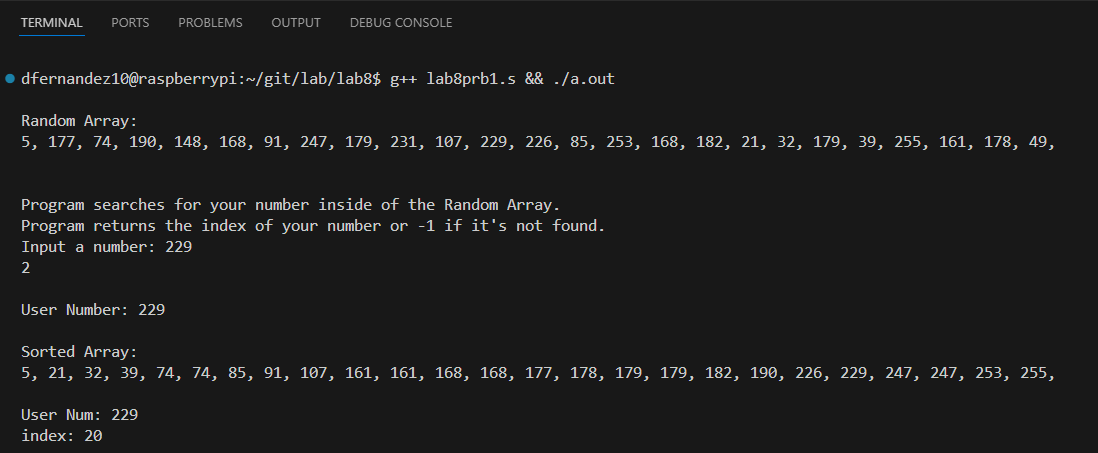 TERMINAL PORTS PROBLEMS OUTPUT DEBUG CONSOLE
dfernandez10@raspberrypi:~/git/lab/lab8$ g++ lab8prb1.s && ./a.out
Random Array:
5, 177, 74, 190, 148, 168, 91, 247, 179, 231, 107, 229, 226, 85, 253, 168, 182, 21, 32, 179, 39, 255, 161, 178, 49,
Program searches for your number inside of the Random Array.
Program returns the index of your number or -1 if it's not found.
Input a number: 229
2
User Number: 229
Sorted Array:
5, 21, 32, 39, 74, 74, 85, 91, 107, 161, 161, 168, 168, 177, 178, 179, 179, 182, 190, 226, 229, 247, 247, 253, 255,
User Num: 229
index: 20